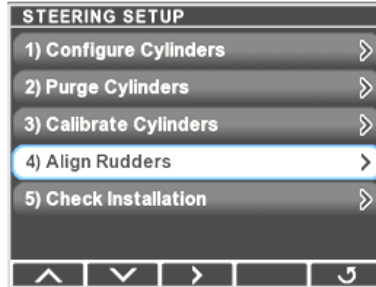 STEERING SETUP
1) Configure Cylinders
2) Purge Cylinders
3) Calibrate Cylinders
4) Align Rudders
5) Check Installation